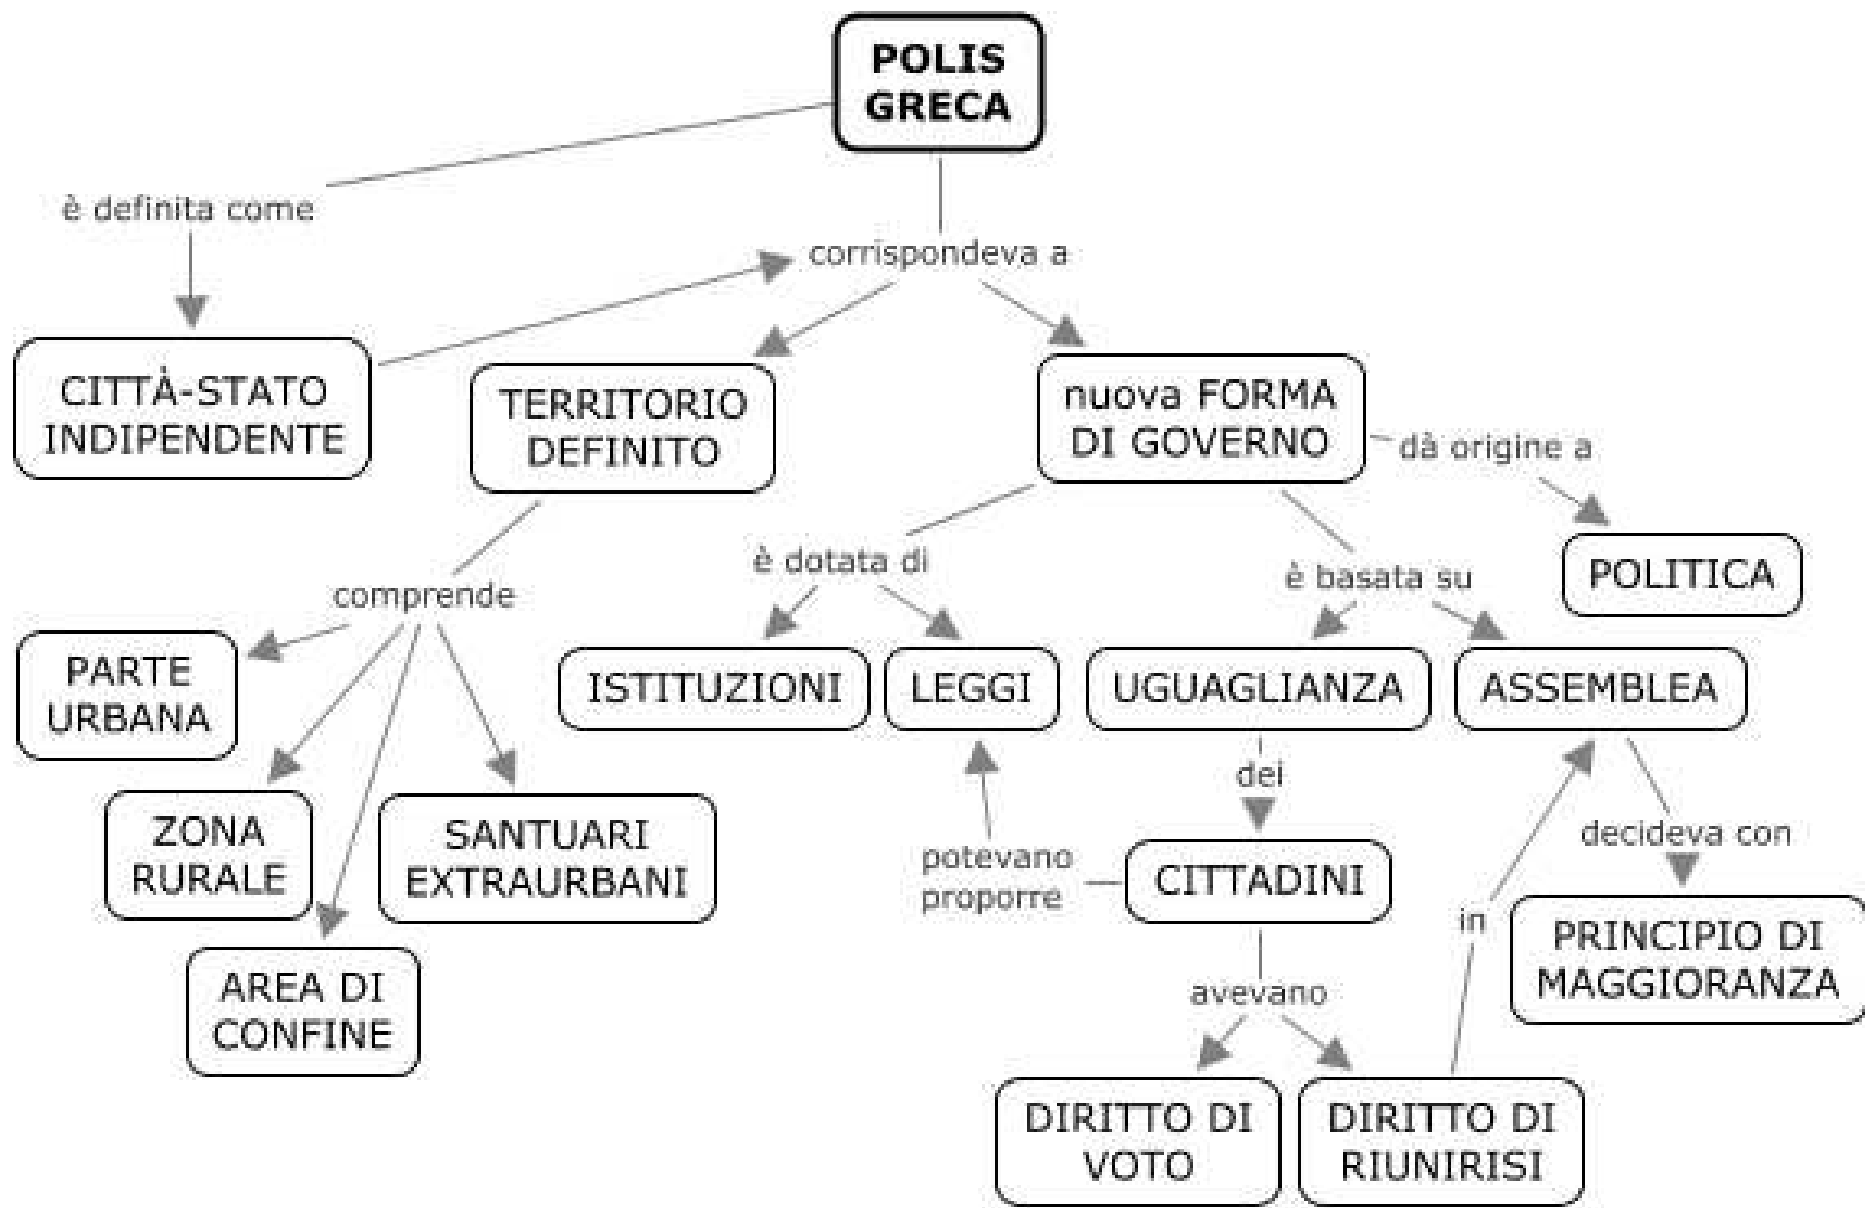 POLIS
GRECA
è definita come
corrispondeva a
CITTÀ-STATO
INDIPENDENTE
TERRITORIO
DEFINITO
nuova FORMA
DI GOVERNO
dà origine a
POLITICA
è dotata di
è basata su
comprende
PARTE
URBANA
ISTITUZIONI
LEGGI
UGUAGLIANZA
ASSEMBLEA
dei
ZONA
RURALE
SANTUARI
EXTRAURBANI
potevano
proporre
CITTADINI
decideva con
in
PRINCIPIO DI
MAGGIORANZA
AREA DI
CONFINE
avevano
DIRITTO DI
VOTO
DIRITTO DI
RIUNIRISI